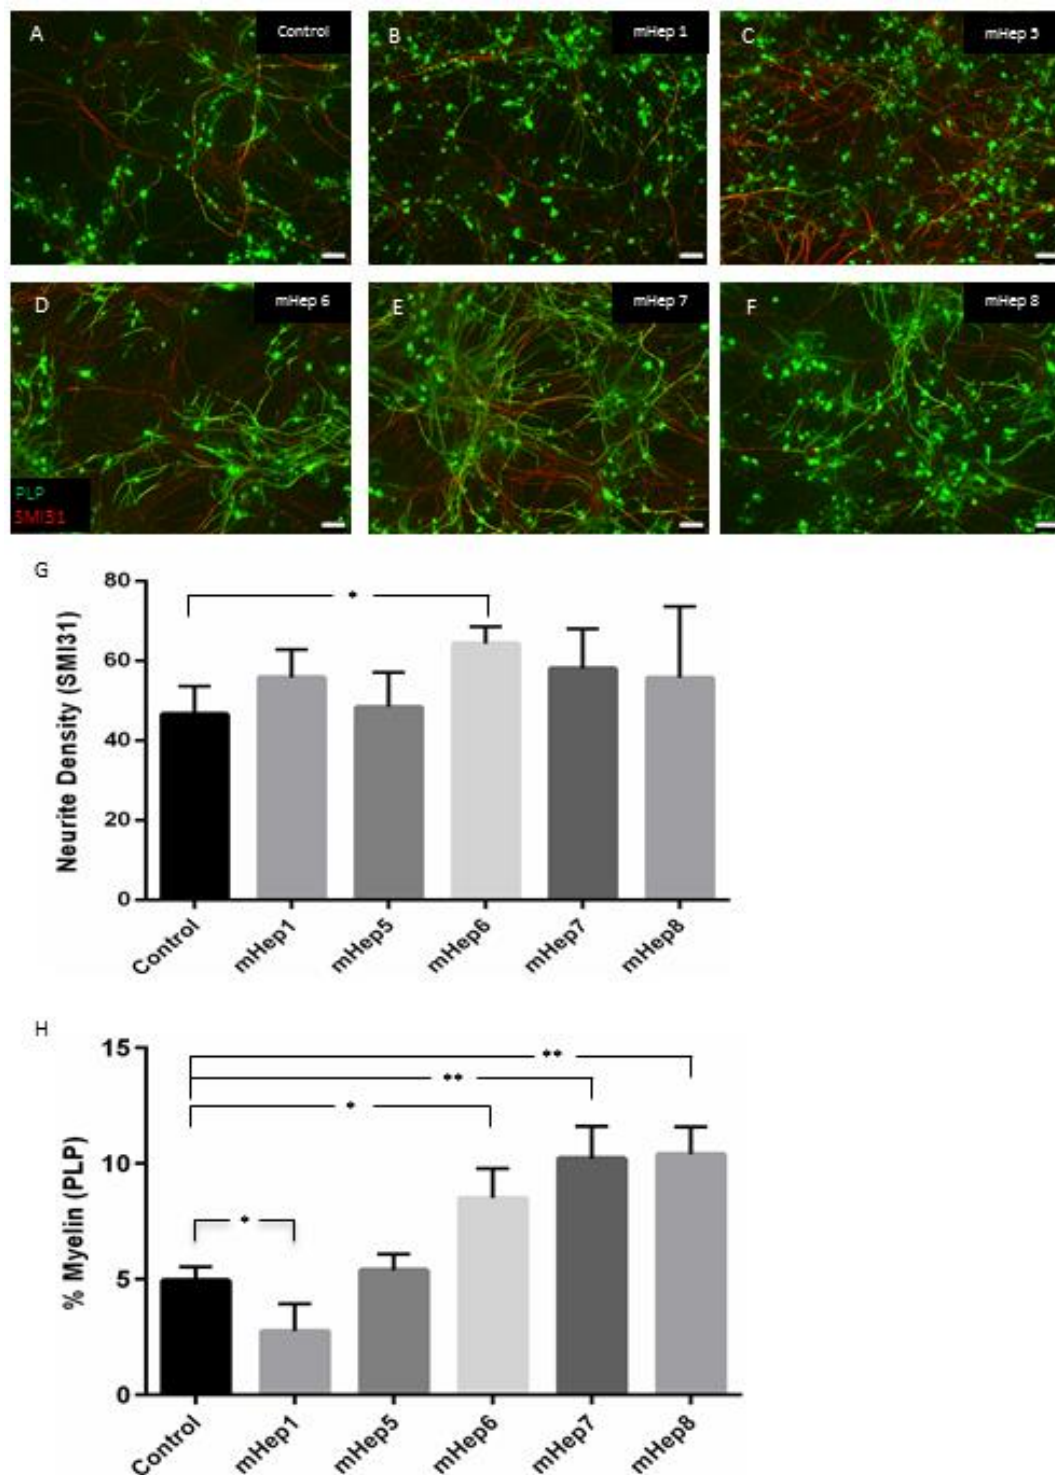 A
Control
B
mHep 1
C
mHep 5
D
mHep 6
PLP
SMI31
E
mHep 7
F
mHep 8
G
Neurite Density (SMI31)
80
60
40
20
0
*
Control
mHep1
mHep5
mHep6
mHep7
mHep8
H
% Myelin (PLP)
15
10
5
0
**
**
*
*
Control
mHep1
mHep5
mHep6
mHep7
mHep8